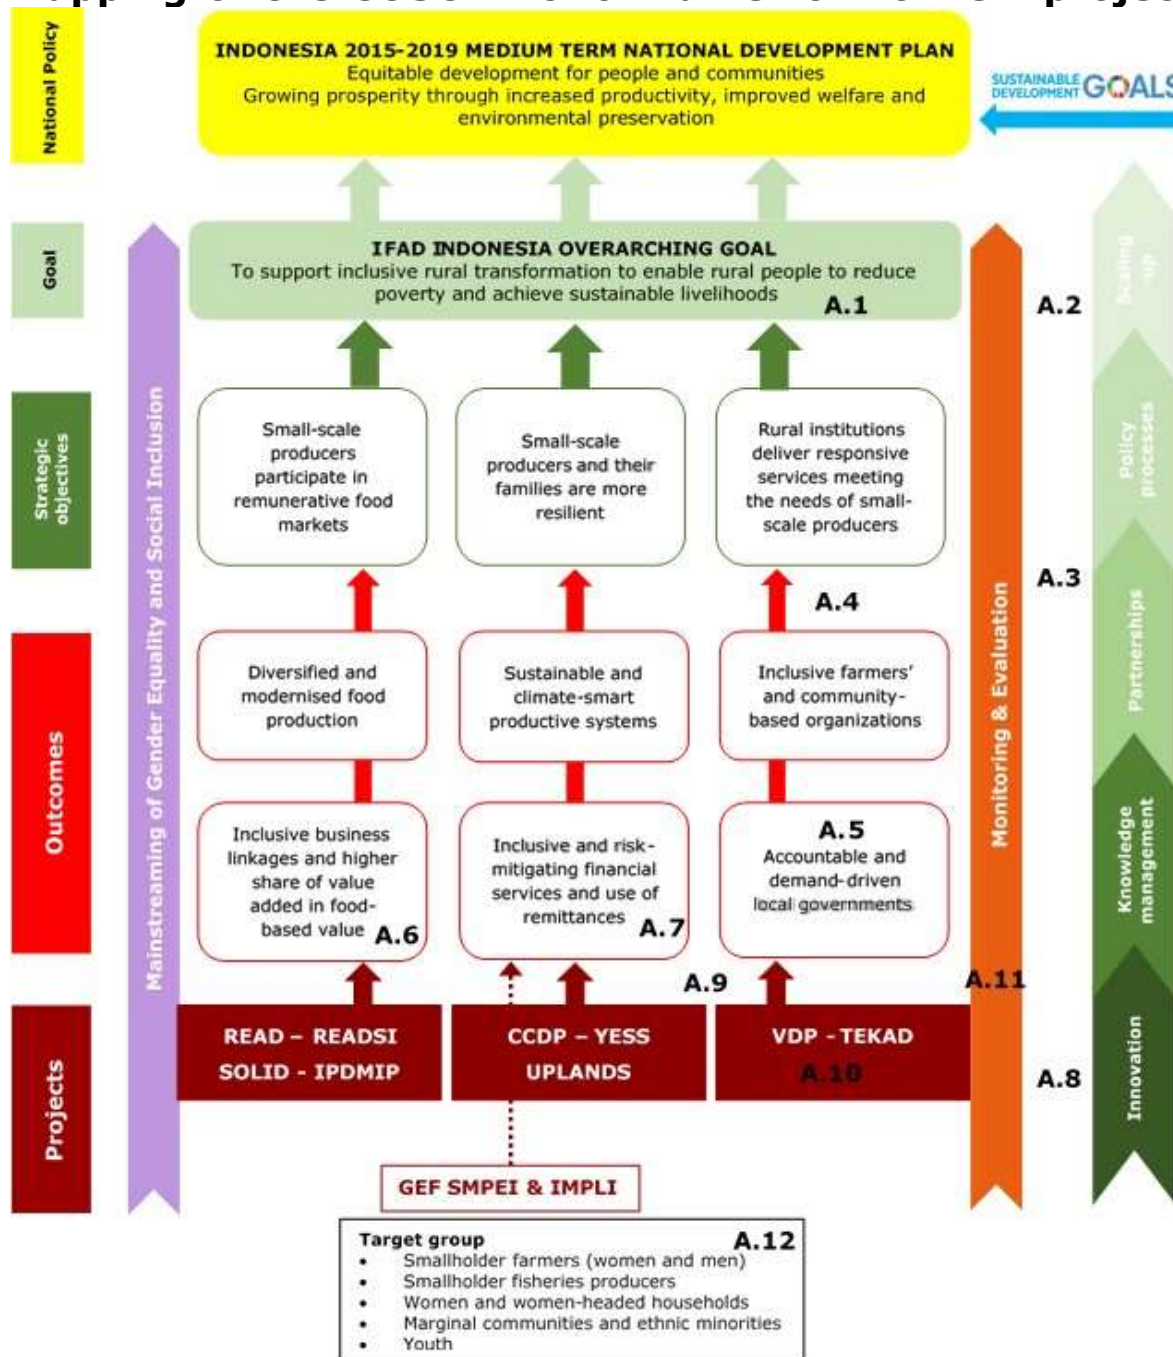 National Policy
INDONESIA 2015-2019 MEDIUM TERM NATIONAL DEVELOPMENT PLAN
Equitable development for people and communities
Growing prosperity through increased productivity, improved welfare and
environmental preservation
SUSTAINABLE
DEVELOPMENT
GOALS
Goal
IFAD INDONESIA OVERARCHING GOAL
To support inclusive rural transformation to enable rural people to reduce
poverty and achieve sustainable livelihoods
A.1
A.2
Scaling
-up
Strategic
objectives
Small-scale
producers
participate in
remunerative food
markets
Small-scale
producers and their
families are more
resilient
Rural institutions
deliver responsive
services meeting
the needs of small-
scale producers
Policy
processes
Mainstreaming of Gender Equality and Social Inclusion
Monitoring & Evaluation
A.3
A.4
Outcomes
Diversified and
modernised food
production
Sustainable and
climate-smart
productive systems
Inclusive farmers'
and community-
based organizations
Partnerships
Inclusive business
linkages and higher
share of value
added in food-
based value
A.6
Inclusive and risk-
mitigating financial
services and use of
remittances
A.7
A.5
Accountable and
demand-driven
local governments
Knowledge
management
A.9
A.11
Projects
READ – READSI
SOLID - IPDMIP
CCDP – YESS
UPLANDS
VDP - TEKAD
A.10
A.8
Innovation
GEF SMPEI & IMPLI
Target group
A.12
• Smallholder farmers (women and men)
• Smallholder fisheries producers
• Women and women-headed households
• Marginal communities and ethnic minorities
• Youth